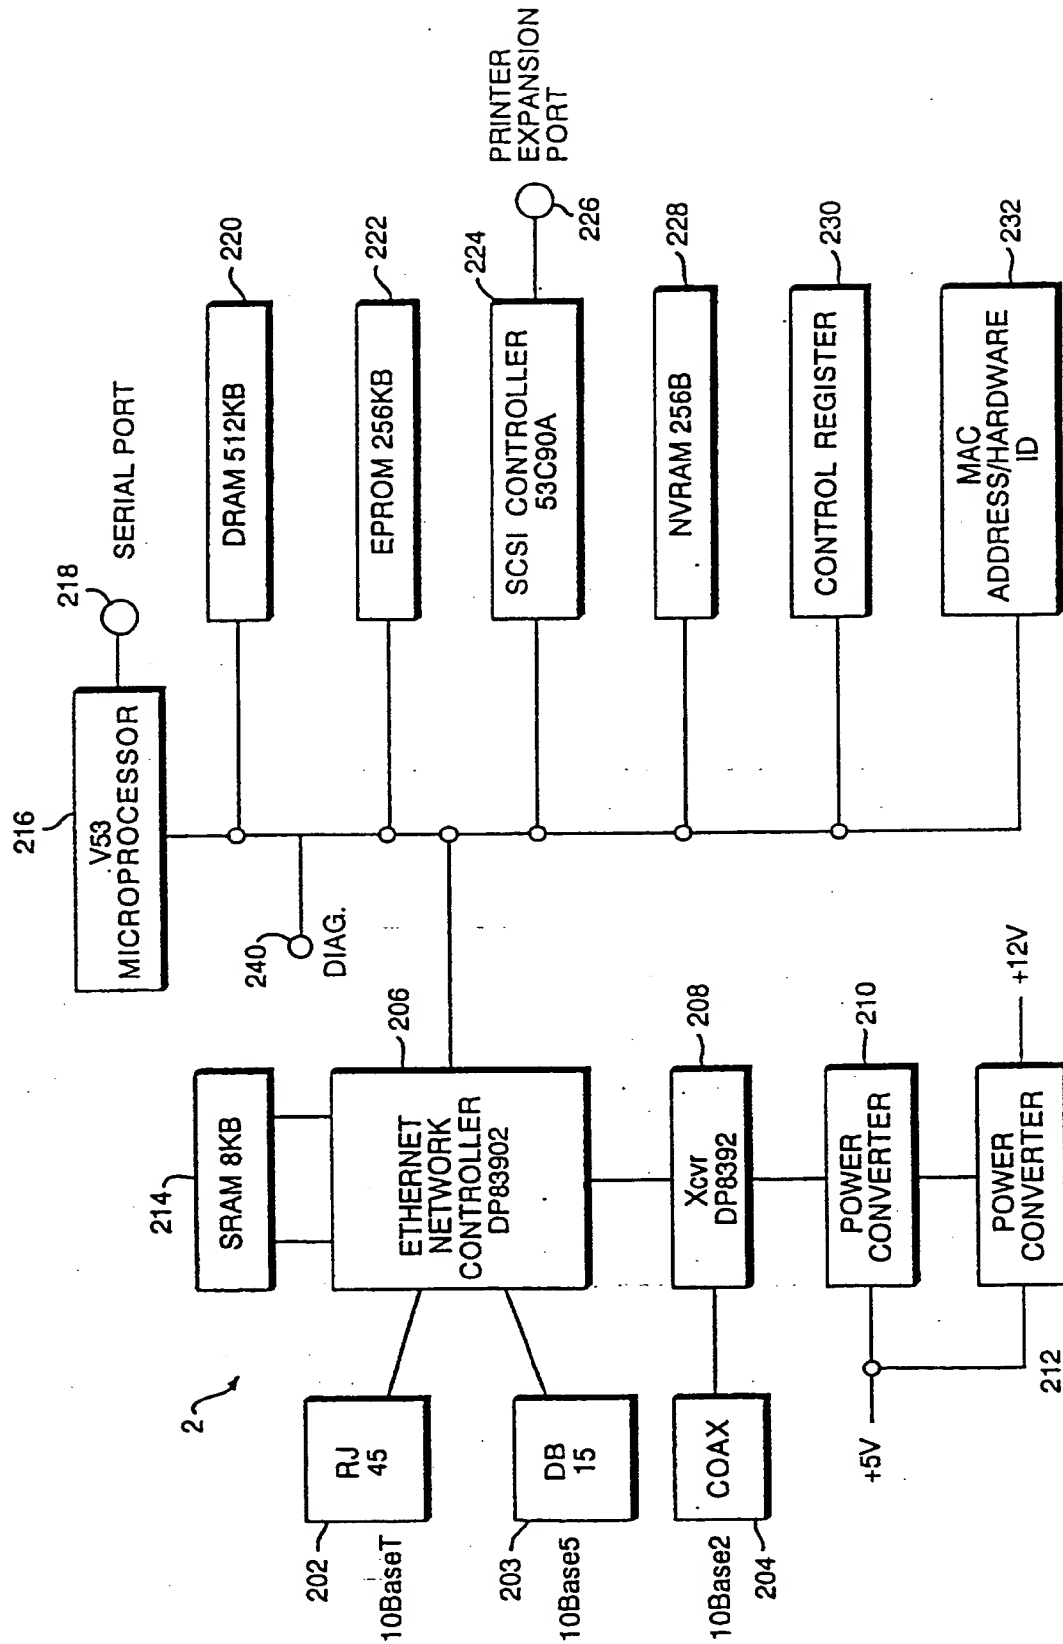 216
V53
MICROPROCESSOR
218
SERIAL PORT
214
SRAM 8KB
240
DIAG.
DRAM 512KB
220
2
206
ETHERNET
NETWORK
CONTROLLER
DP83902
EPROM 256KB
222
202
RJ
45
10BaseT
224
SCSI CONTROLLER
53C90A
PRINTER
EXPANSION
PORT
226
203
DB
15
10Base5
208
Xcvr
DP8392
NVRAM 256B
228
COAX
10Base2
204
210
POWER
CONVERTER
CONTROL REGISTER
230
+5V
POWER
CONVERTER
+12V
212
MAC
ADDRESS/HARDWARE
ID
232